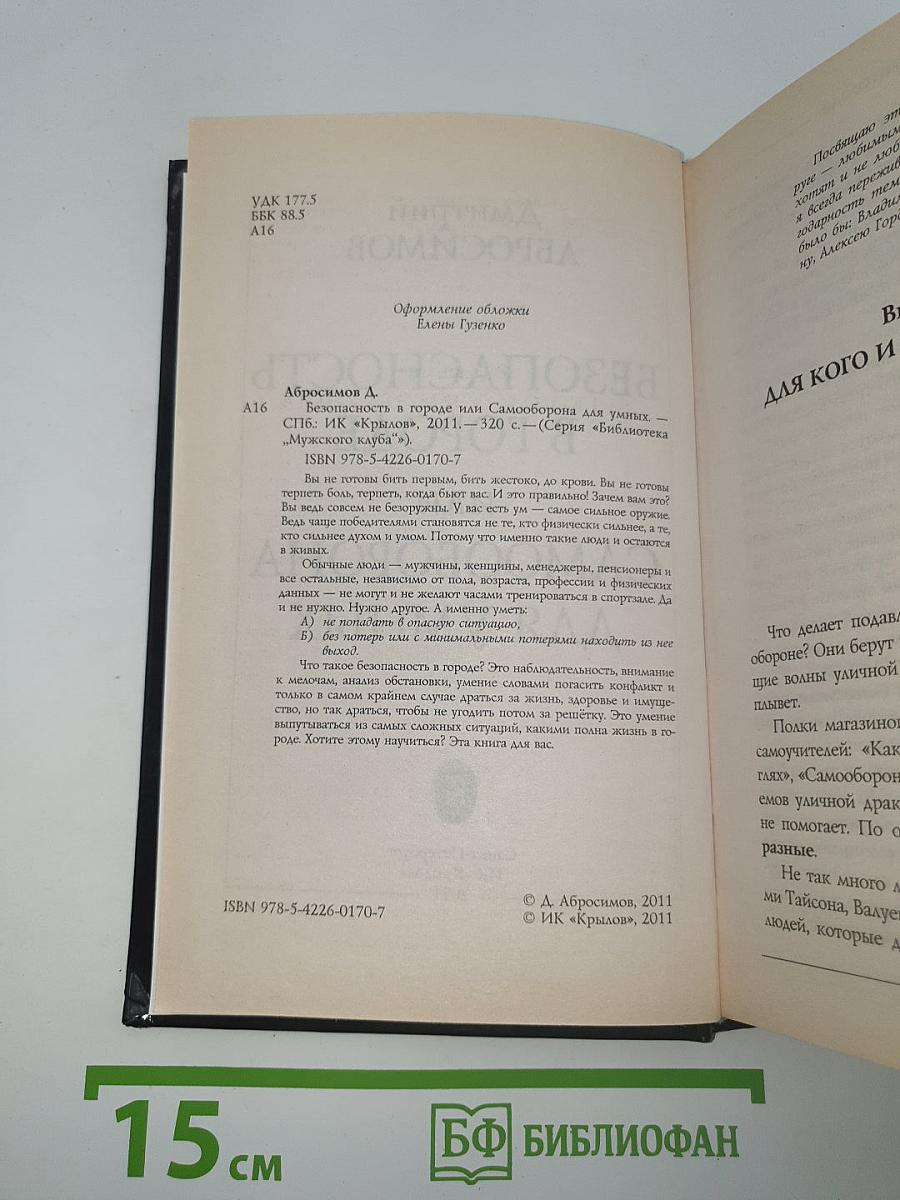 УДК 177.5
ББК 88.5
А16
Оформление обложки
Елены Гузенко
Абросимов Д.
А16 Безопасность в городе или Самооборона для умных. —
СПб.: ИК «Крылов», 2011. — 320 с. — (Серия «Библиотека
„Мужского клуба“»).
ISBN 978-5-4226-0170-7
Вы не готовы бить первым, бить жестоко, до крови. Вы не готовы
терпеть боль, терпеть, когда бьют вас. И это правильно! Зачем вам это?
Вы ведь совсем не безоружны. У вас есть ум — самое сильное оружие.
Ведь чаще победителями становятся не те, кто физически сильнее, а те,
кто сильнее духом и умом. Потому что именно такие люди и остаются
в живых.
Обычные люди — мужчины, женщины, менеджеры, пенсионеры и
все остальные, независимо от пола, возраста, профессии и физических
данных — не могут и не желают часами тренироваться в спортзале. Да
и не нужно. Нужно другое. А именно уметь:
А) не попадать в опасную ситуацию,
Б) без потерь или с минимальными потерями находить из нее
выход.
Что такое безопасность в городе? Это наблюдательность, внимание
к мелочам, анализ обстановки, умение словами погасить конфликт и
только в самом крайнем случае драться за жизнь, здоровье и имуще-
ство, но так драться, чтобы не угодить потом за решётку. Это умение
выпутываться из самых сложных ситуаций, какими полна жизнь в го-
роде. Хотите этому научиться? Эта книга для вас.
ISBN 978-5-4226-0170-7
© Д. Абросимов, 2011
© ИК «Крылов», 2011
Посвящаю
руге — любимым
хотят и не
я всегда
годарность
было бы:
ну, Алексею
ДЛЯ КОГО И
Что делает
обороне? Они берут
щие волны уличной
плывет.
Полки
самоучителей: «Как
глях»,
емов уличной
не помогает. По
разные.
Не так много
ми Тайсона,
людей, которые
15 см
БФ БИБЛИОФАН